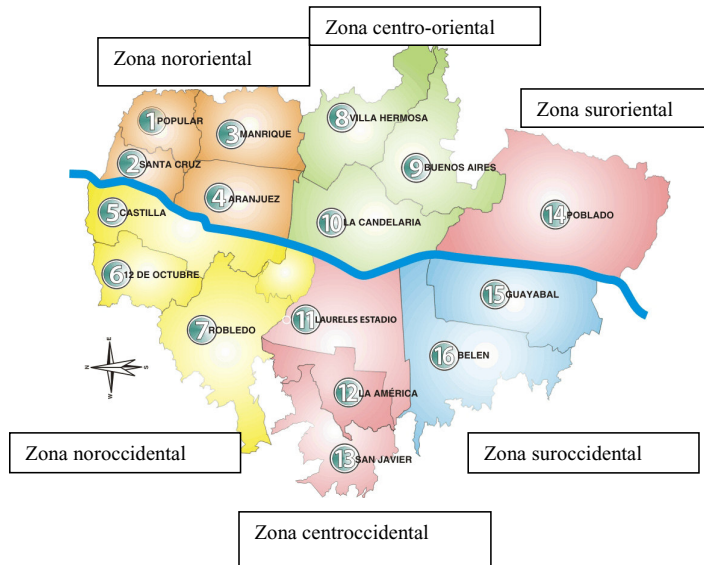 Zona centro-oriental
Zona nororiental
Zona suroriental
1 POPULAR
3 MANRIQUE
8 VILLA HERMOSA
2 SANTA CRUZ
9 BUENOS AIRES
4 ARANJUEZ
5 CASTILLA
10 LA CANDELARIA
14 POBLADO
6 12 DE OCTUBRE
15 GUAYABAL
7 ROBLEDO
11 LAURELES ESTADIO
16 BELEN
N
E
S
W
12 LA AMÉRICA
13 SAN JAVIER
Zona noroccidental
Zona suroccidental
Zona centroccidental